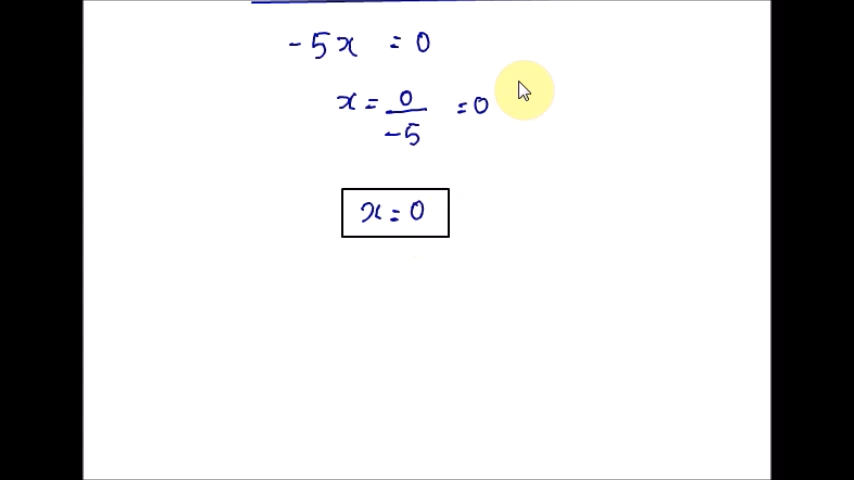 -5x = 0
x = 0/-5 = 0
x = 0